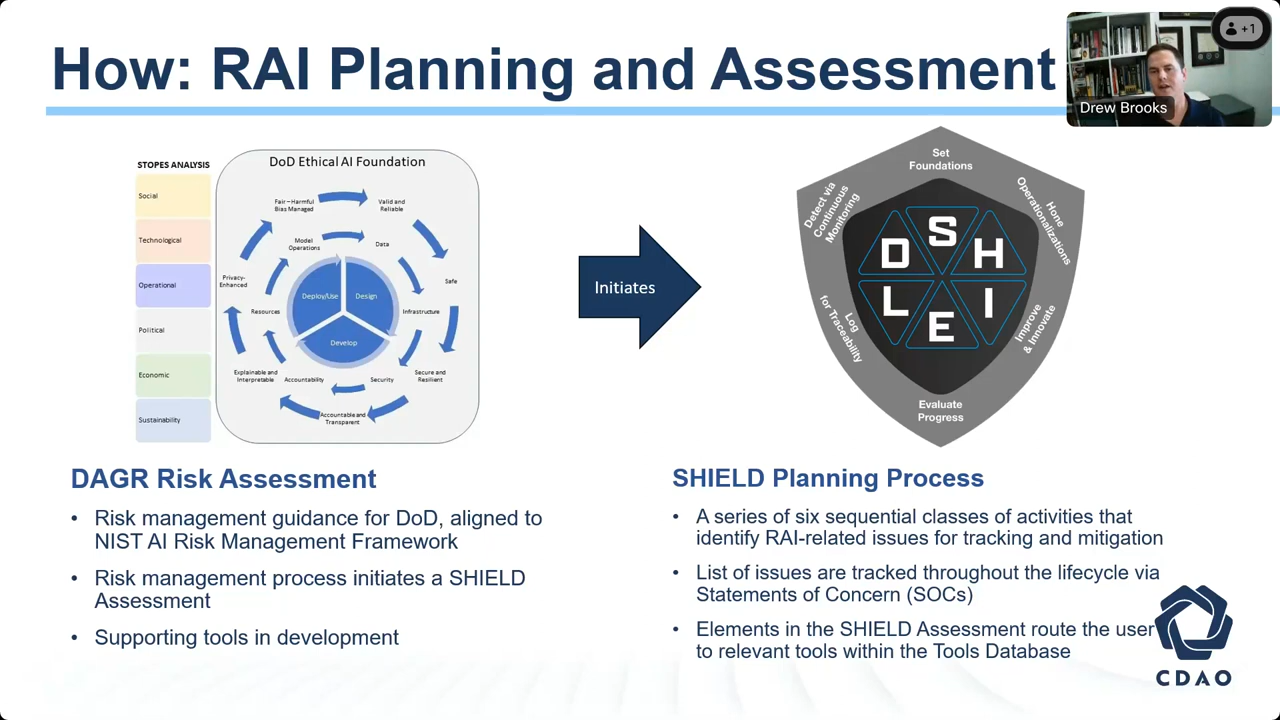 How: RAI Planning and Assessment
+1
Drew Brooks
STOPES ANALYSIS
Social
Technological
Operational
Political
Economic
Sustainability
DoD Ethical AI Foundation
Fair – Harmful
Bias Managed
Valid and
Reliable
Model
Operations
Data
Privacy-
Enhanced
Safe
Deploy/Use
Design
Resources
Infrastructure
Develop
Explainable and
Interpretable
Accountability
Security
Secure and
Resilient
Accountable and
Transparent
Initiates
Set
Foundations
Hone
Operationalizations
Improve
& Innovate
Evaluate
Progress
Log
for Traceability
Detect via
Continuous
Monitoring
S
H
I
E
L
D
DAGR Risk Assessment
• Risk management guidance for DoD, aligned to
NIST AI Risk Management Framework
• Risk management process initiates a SHIELD
Assessment
• Supporting tools in development
SHIELD Planning Process
• A series of six sequential classes of activities that
identify RAI-related issues for tracking and mitigation
• List of issues are tracked throughout the lifecycle via
Statements of Concern (SOCs)
• Elements in the SHIELD Assessment route the user
to relevant tools within the Tools Database
CDAO